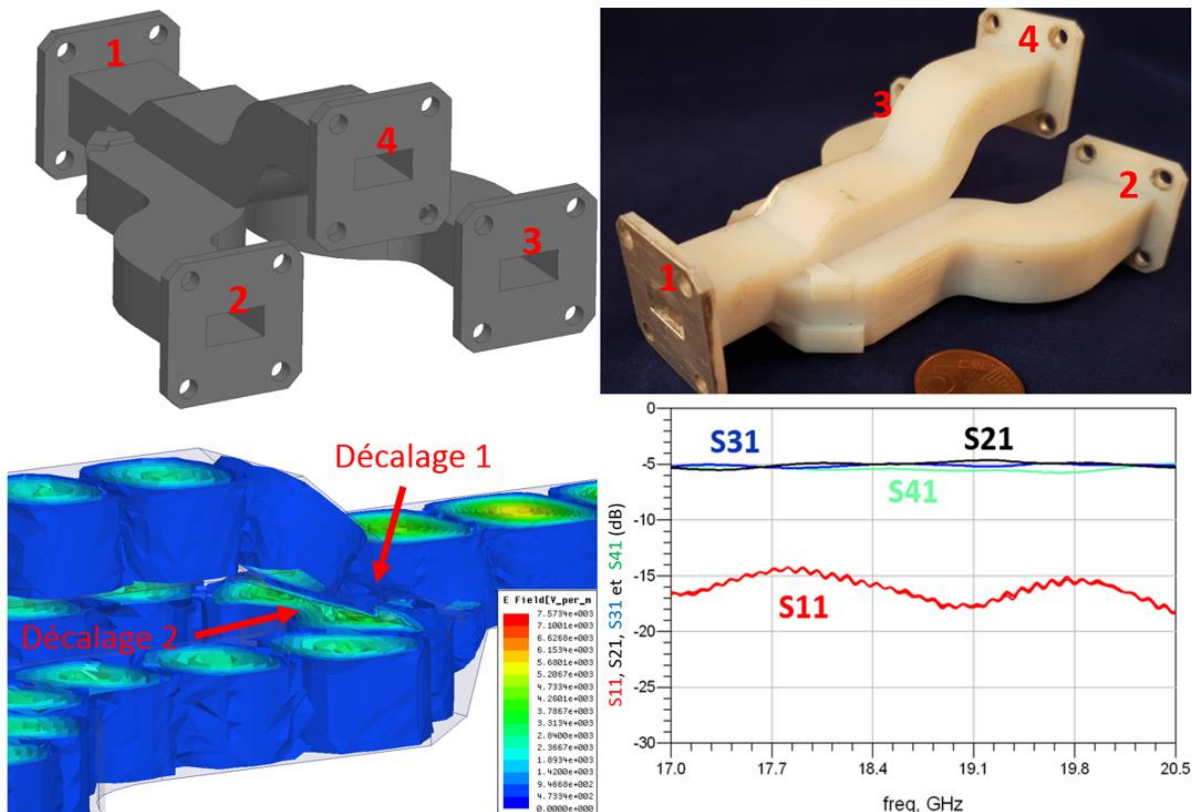 1
4
3
2
4
3
2
1
Décalage 1
Décalage 2
E Field[V_per_m
7.5734e+003
7.1001e+003
6.6268e+003
6.1534e+003
5.6801e+003
5.2067e+003
4.7334e+003
4.2601e+003
3.7867e+003
3.3134e+003
2.8400e+003
2.3667e+003
1.8934e+003
1.4200e+003
9.4668e+002
4.7334e+002
0.0000e+000
S11, S21, S31 et S41 (dB)
0
-5
-10
-15
-20
-25
-30
S31
S21
S41
S11
17.0
17.7
18.4
19.1
19.8
20.5
freq, GHz